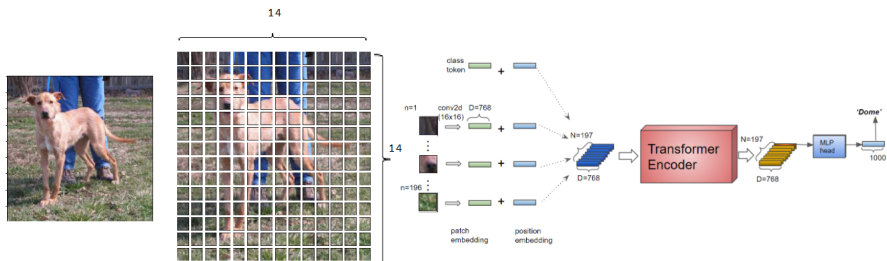 14
14
class
token
+
n=1
conv2d
(16x16)
D=768
+
n=196
+
+
patch
embedding
position
embedding
N=197
D=768
Transformer
Encoder
N=197
D=768
MLP
head
'Dome'
1000